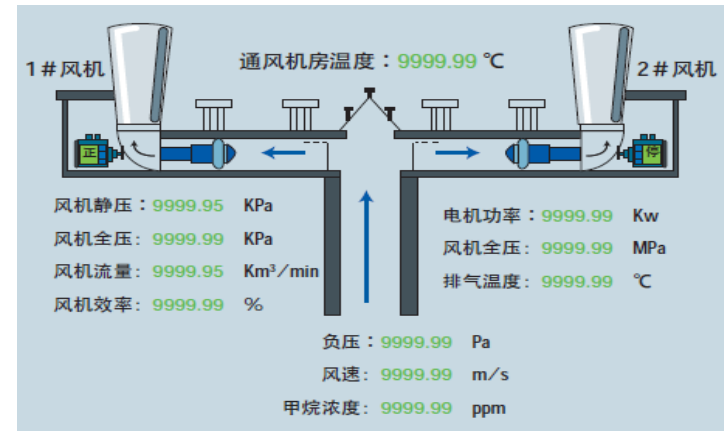 通风机房温度：9999.99 ℃
1#风机
2#风机
正
停
风机静压：9999.95 KPa
风机全压: 9999.99 KPa
风机流量: 9999.95 Km³/min
风机效率: 9999.99 %
电机功率：9999.99 Kw
风机全压: 9999.99 MPa
排气温度: 9999.99 ℃
负压：9999.99 Pa
风速: 9999.99 m/s
甲烷浓度: 9999.99 ppm